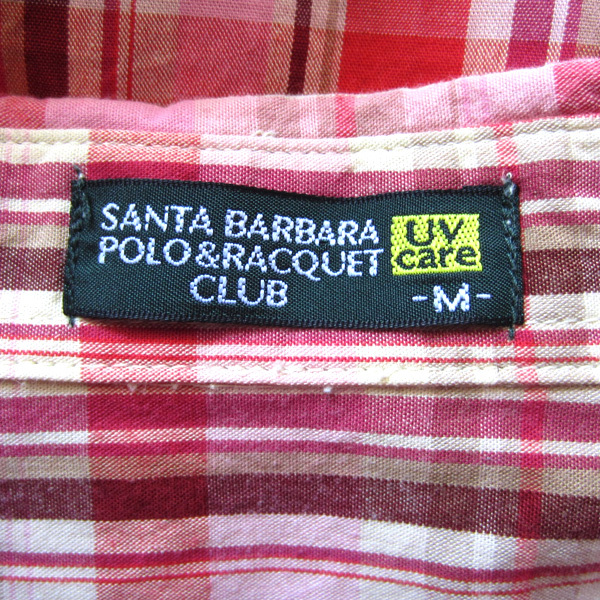 SANTA BARBARA
POLO&RACQUET
CLUB
UV
care
-M-